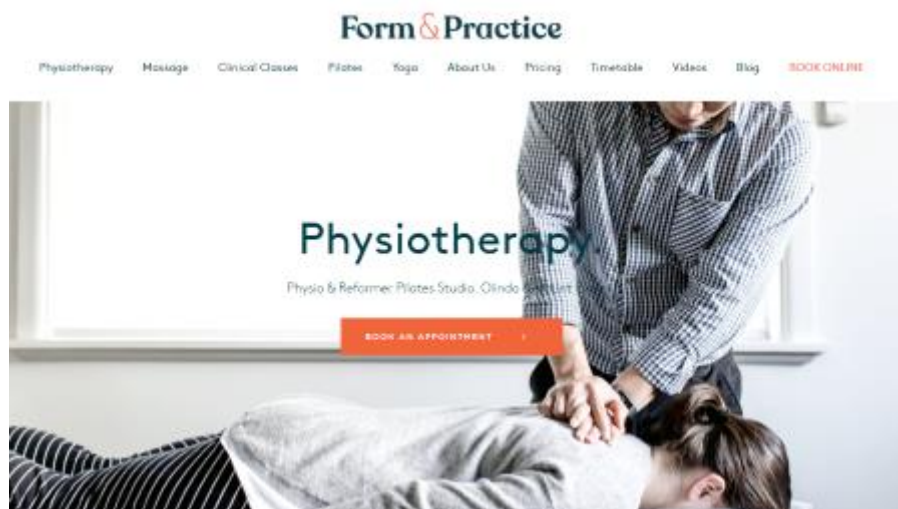 Form & Practice
Physiotherapy Massage Clinical Classes Pilates Yoga About Us Pricing Timetable Videos Blog BOOK ONLINE
Physiotherapy.
Physio & Reformer Pilates Studio. Olinda
BOOK AN APPOINTMENT ›